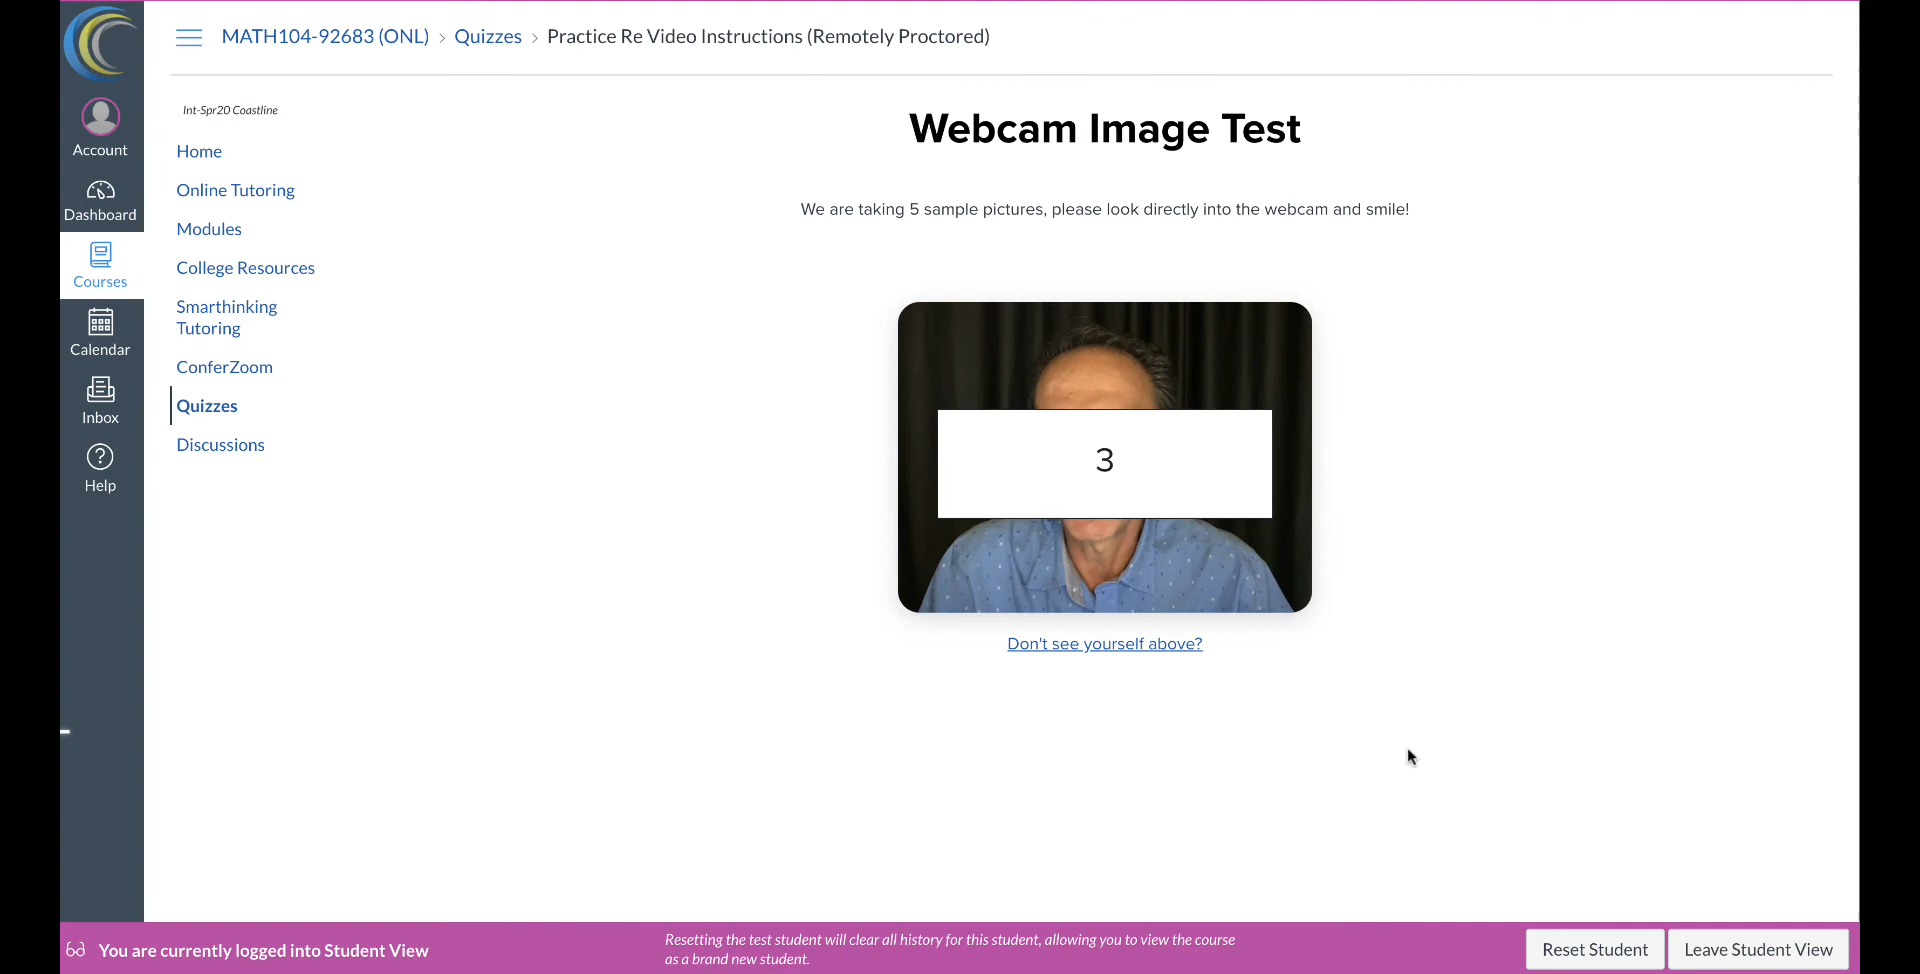 MATH104-92683 (ONL) > Quizzes > Practice Re Video Instructions (Remotely Proctored)
Account
Dashboard
Courses
Calendar
Inbox
Help
Int-Spr20 Coastline
Home
Online Tutoring
Modules
College Resources
Smarthinking
Tutoring
ConferZoom
Quizzes
Discussions
Webcam Image Test
We are taking 5 sample pictures, please look directly into the webcam and smile!
3
Don't see yourself above?
You are currently logged into Student View
Resetting the test student will clear all history for this student, allowing you to view the course
as a brand new student.
Reset Student
Leave Student View